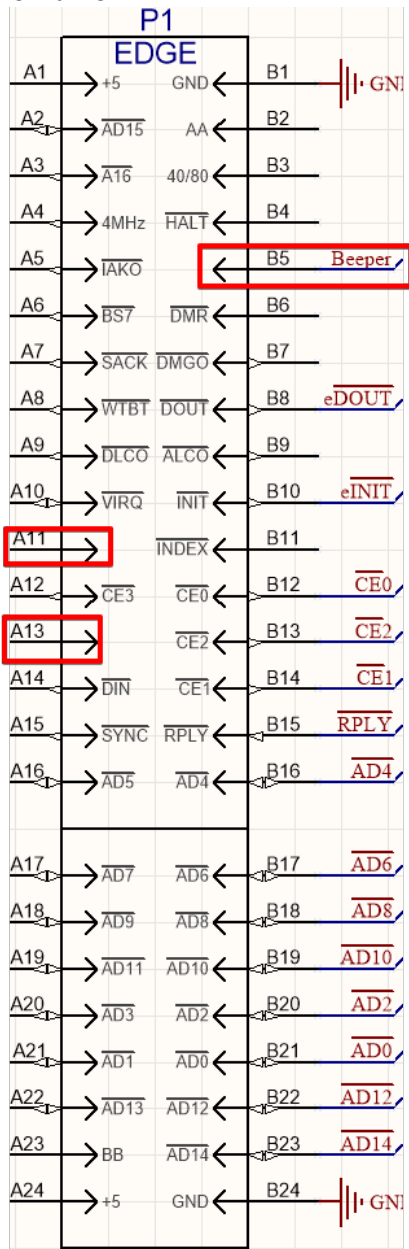 P1
EDGE
A1 +5 GND B1 GND
A2 AD15 AA B2
A3 A16 40/80 B3
A4 4MHz HALT B4
A5 IAKO B5 Beeper
A6 BS7 DMR B6
A7 SACK DMGO B7
A8 WTBT DOUT B8 eDOUT
A9 DLCO ALCO B9
A10 VIRQ INIT B10 eINIT
A11 INDEX B11
A12 CE3 CE0 B12 CE0
A13 CE2 B13 CE2
A14 DIN CE1 B14 CE1
A15 SYNC RPLY B15 RPLY
A16 AD5 AD4 B16 AD4
A17 AD7 AD6 B17 AD6
A18 AD9 AD8 B18 AD8
A19 AD11 AD10 B19 AD10
A20 AD3 AD2 B20 AD2
A21 AD1 AD0 B21 AD0
A22 AD13 AD12 B22 AD12
A23 BB AD14 B23 AD14
A24 +5 GND B24 GND